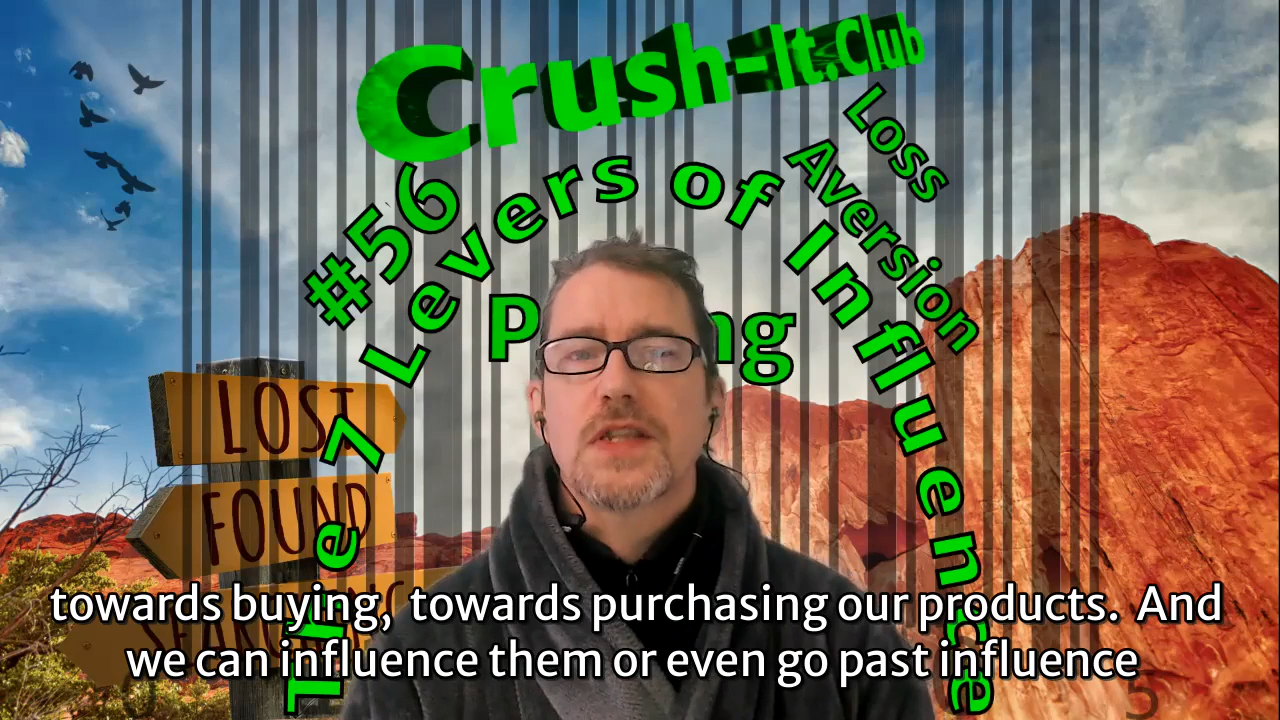 Crush-It.Club
#56
Loss
Aversion
The 7 Levers of Influence
LOST
FOUND
towards buying, towards purchasing our products. And
we can influence them or even go past influence
5